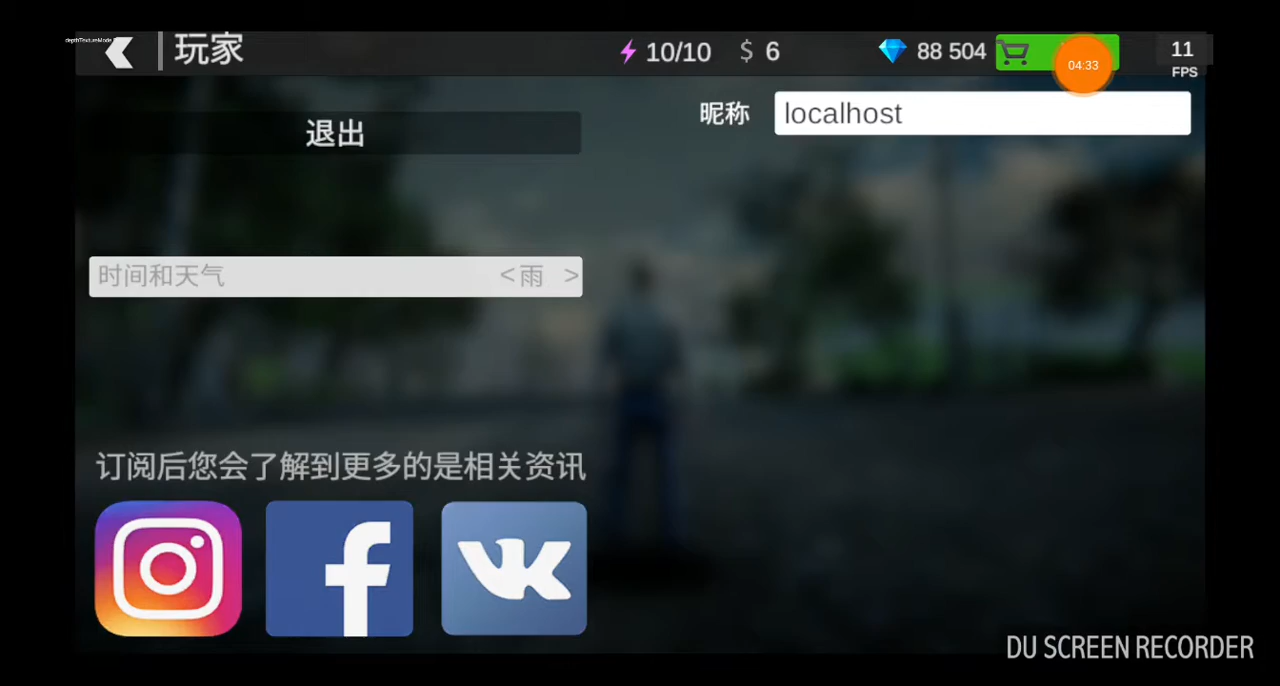 depthTextureMode
玩家
10/10 $ 6 88 504
04:33
11
FPS
退出
昵称 localhost
时间和天气 < 雨 >
订阅后您会了解到更多的是相关资讯
DU SCREEN RECORDER